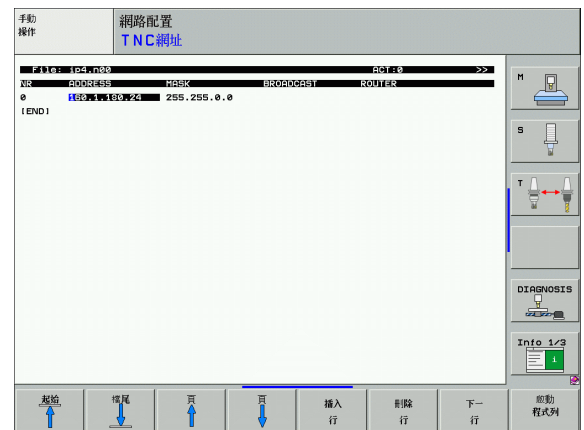 手動
操作
網路配置
TNC網址
File: ip4.n00 ACT:0 >>
NR ADDRESS MASK BROADCAST ROUTER
0 160.1.180.24 255.255.0.0
[END]
M
S
T
DIAGNOSIS
Info 1/3
起始
檔尾
頁
頁
插入
行
刪除
行
下一
行
啟動
程式列